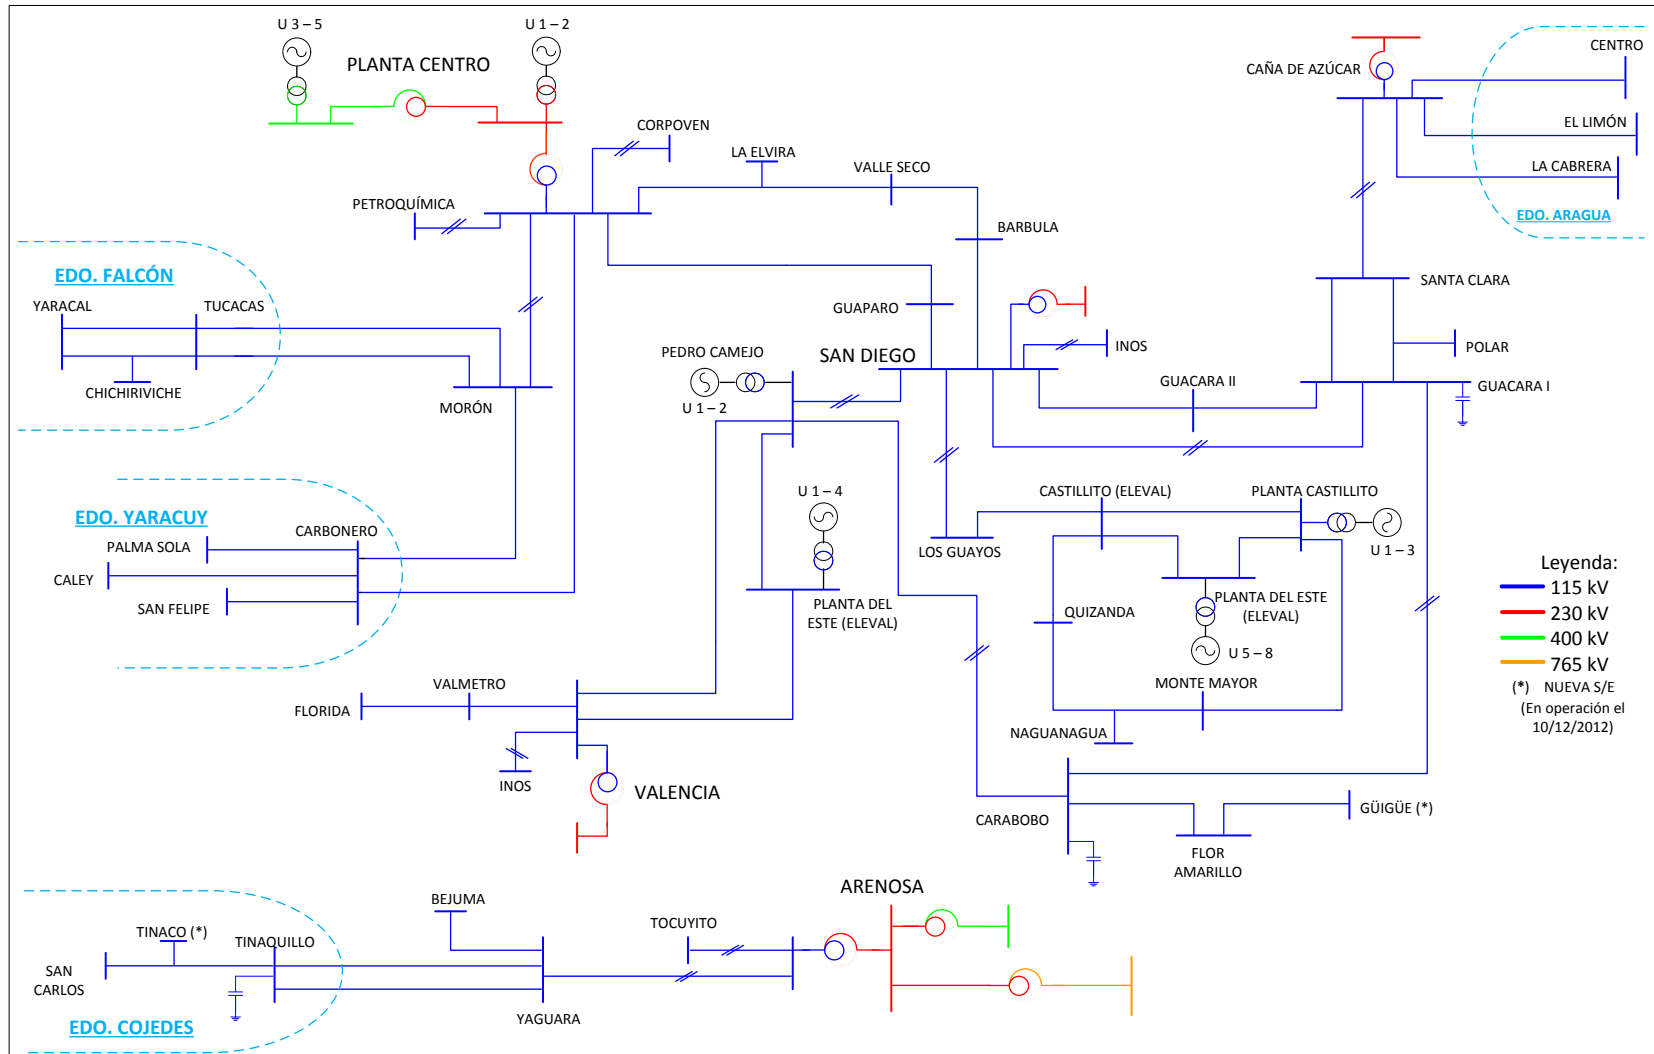 U 3 – 5
U 1 – 2
PLANTA CENTRO
CORPOVEN
LA ELVIRA
VALLE SECO
PETROQUÍMICA
BARBULA
CAÑA DE AZÚCAR
CENTRO
EL LIMÓN
LA CABRERA
EDO. ARAGUA
EDO. FALCÓN
YARACAL
TUCACAS
CHICHIRIVICHE
MORÓN
GUAPARO
SAN DIEGO
INOS
PEDRO CAMEJO
U 1 – 2
SANTA CLARA
POLAR
GUACARA II
GUACARA I
EDO. YARACUY
PALMA SOLA
CARBONERO
CALEY
SAN FELIPE
U 1 – 4
PLANTA DEL
ESTE (ELEVAL)
CASTILLITO (ELEVAL)
PLANTA CASTILLITO
LOS GUAYOS
U 1 – 3
QUIZANDA
PLANTA DEL ESTE
(ELEVAL)
U 5 – 8
MONTE MAYOR
NAGUANAGUA
Leyenda:
115 kV
230 kV
400 kV
765 kV
(*) NUEVA S/E
(En operación el
10/12/2012)
VALMETRO
FLORIDA
INOS
VALENCIA
CARABOBO
GÜIGÜE (*)
FLOR
AMARILLO
BEJUMA
ARENOSA
TOCUYITO
TINACO (*)
TINAQUILLO
SAN
CARLOS
YAGUARA
EDO. COJEDES